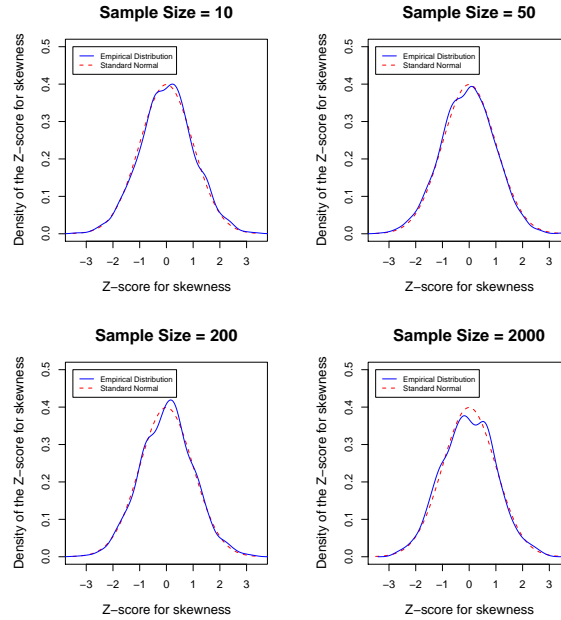 Sample Size = 10
Density of the Z−score for skewness
0.5
0.4
0.3
0.2
0.1
0.0
Empirical Distribution
Standard Normal
−3 −2 −1 0 1 2 3
Z−score for skewness
Sample Size = 50
Density of the Z−score for skewness
0.5
0.4
0.3
0.2
0.1
0.0
Empirical Distribution
Standard Normal
−3 −2 −1 0 1 2 3
Z−score for skewness
Sample Size = 200
Density of the Z−score for skewness
0.5
0.4
0.3
0.2
0.1
0.0
Empirical Distribution
Standard Normal
−3 −2 −1 0 1 2 3
Z−score for skewness
Sample Size = 2000
Density of the Z−score for skewness
0.5
0.4
0.3
0.2
0.1
0.0
Empirical Distribution
Standard Normal
−3 −2 −1 0 1 2 3
Z−score for skewness